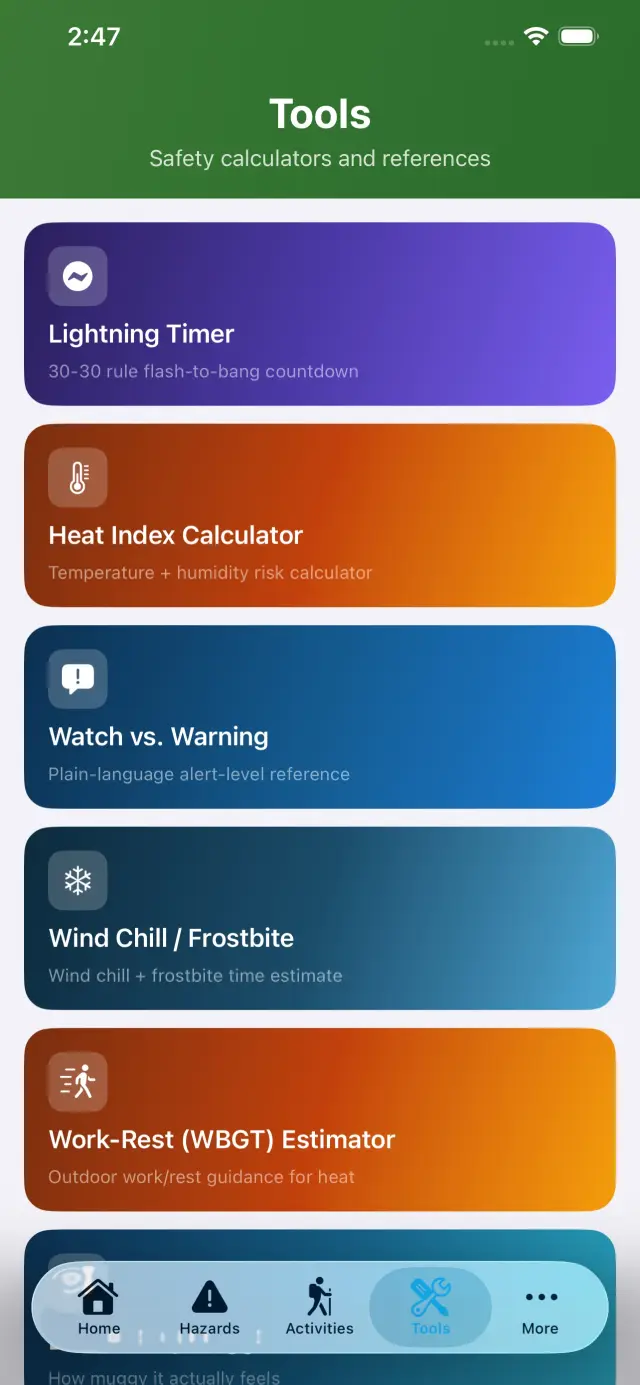 2:47
Tools
Safety calculators and references
Lightning Timer
30-30 rule flash-to-bang countdown
Heat Index Calculator
Temperature + humidity risk calculator
Watch vs. Warning
Plain-language alert-level reference
Wind Chill / Frostbite
Wind chill + frostbite time estimate
Work-Rest (WBGT) Estimator
Outdoor work/rest guidance for heat
Home Hazards Activities Tools More
How muggy it actually feels